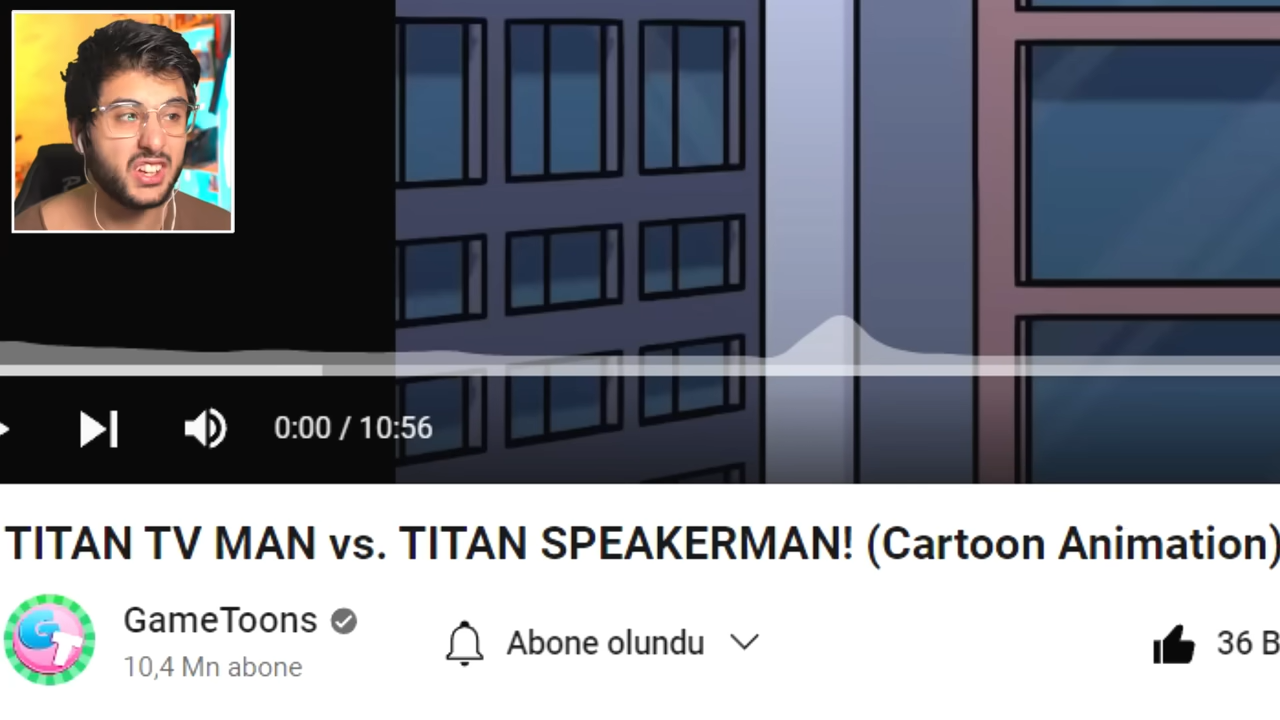 0:00 / 10:56
TITAN TV MAN vs. TITAN SPEAKERMAN! (Cartoon Animation)
GameToons
10,4 Mn abone
Abone olundu
36 B